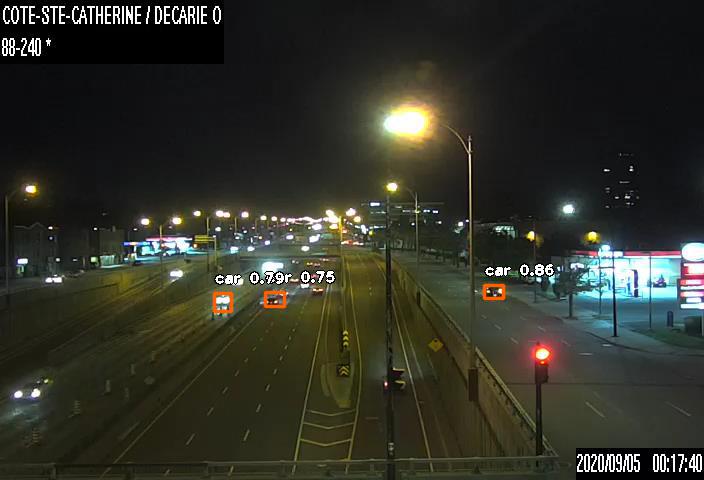 COTE-STE-CATHERINE / DECARIE O
88-240 *
car 0.79r 0.75
car 0.86
2020/09/05 00:17:40